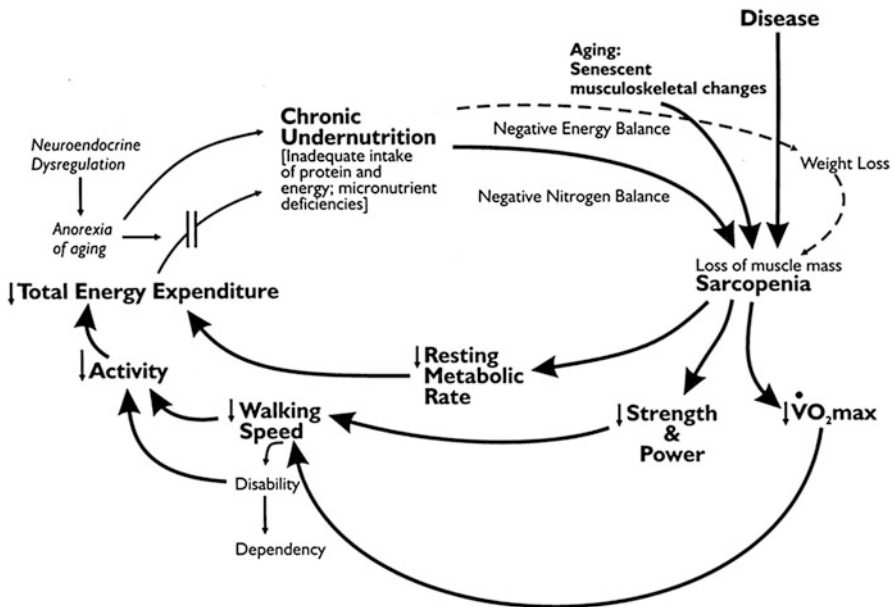 Disease
Aging:
Senescent
musculoskeletal changes
Chronic
Undernutrition
[Inadequate intake
of protein and
energy; micronutrient
deficiencies]
Negative Energy Balance
Weight Loss
Negative Nitrogen Balance
Neuroendocrine
Dysregulation
Anorexia
of aging
Loss of muscle mass
Sarcopenia
↓Total Energy Expenditure
↓Resting
Metabolic
Rate
↓Activity
↓Walking
Speed
↓Strength
&
Power
↓V̇O₂max
Disability
Dependency